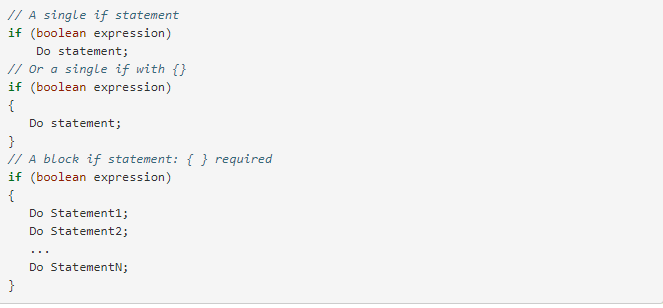 // A single if statement
if (boolean expression)
    Do statement;
// Or a single if with {}
if (boolean expression)
{
   Do statement;
}
// A block if statement: { } required
if (boolean expression)
{
   Do Statement1;
   Do Statement2;
   ...
   Do StatementN;
}